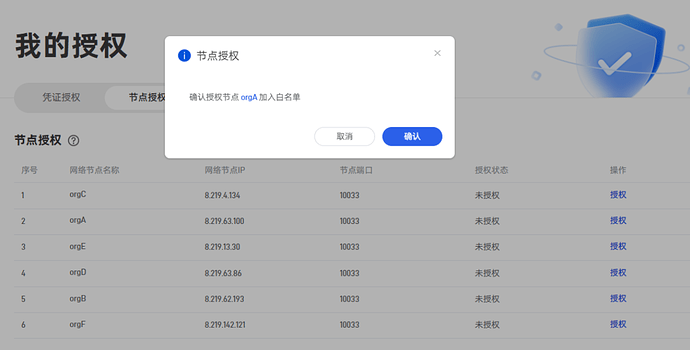 我的授权
节点授权
确认授权节点 orgA 加入白名单
取消 确认
凭证授权 节点授权
节点授权
序号 网络节点名称 网络节点IP 节点端口 授权状态 操作
1 orgC 8.219.4.134 10033 未授权 授权
2 orgA 8.219.63.100 10033 未授权 授权
3 orgE 8.219.13.30 10033 未授权 授权
4 orgD 8.219.63.86 10033 未授权 授权
5 orgB 8.219.62.193 10033 未授权 授权
6 orgF 8.219.142.121 10033 未授权 授权